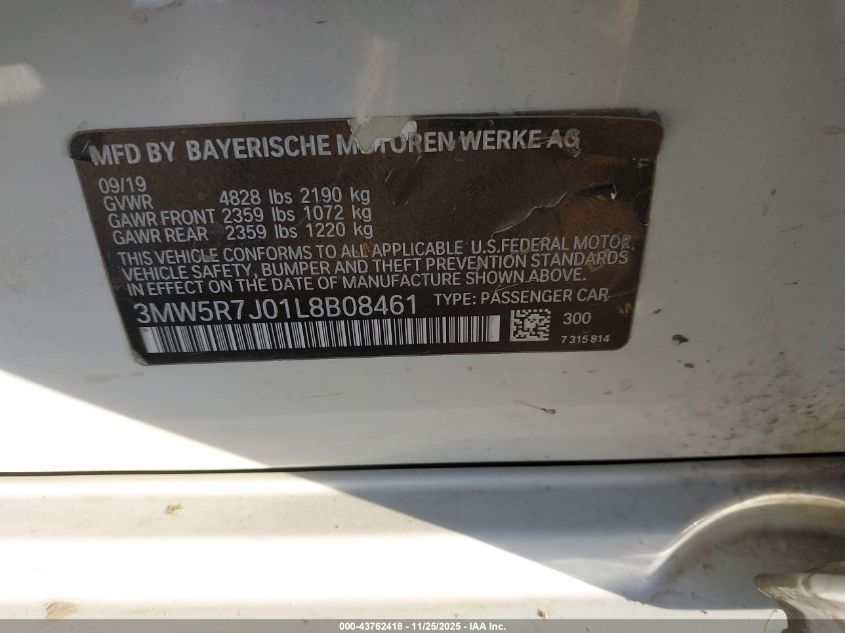 MFD BY BAYERISCHE MOTOREN WERKE AG
09/19
GVWR 4828 lbs 2190 kg
GAWR FRONT 2359 lbs 1072 kg
GAWR REAR 2359 lbs 1220 kg
THIS VEHICLE CONFORMS TO ALL APPLICABLE U.S.FEDERAL MOTOR
VEHICLE SAFETY, BUMPER AND THEFT PREVENTION STANDARDS
IN EFFECT ON THE DATE OF MANUFACTURE SHOWN ABOVE.
3MW5R7J01L8B08461 TYPE: PASSENGER CAR
300
7 315 814
000-43762418 - 11/25/2025 - IAA Inc.